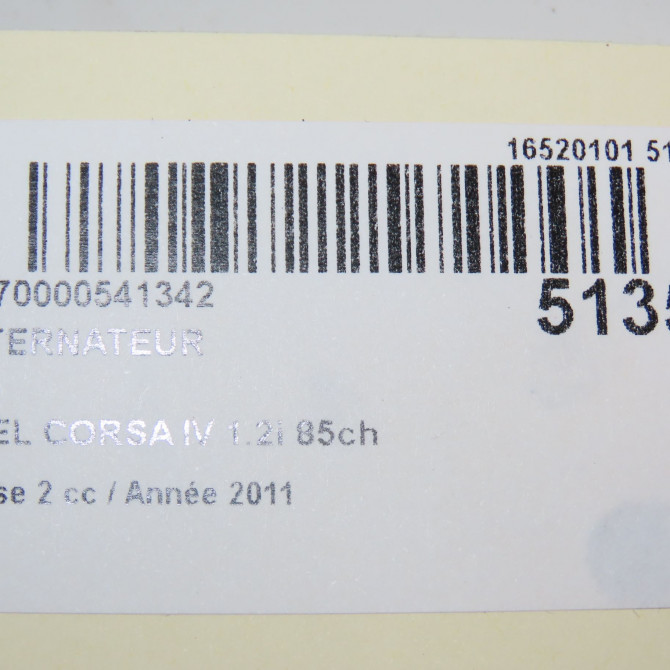 16520101 51
70000541342
5135
TERNATEUR
EL CORSA IV 1.2i 85ch
se 2 cc / Année 2011